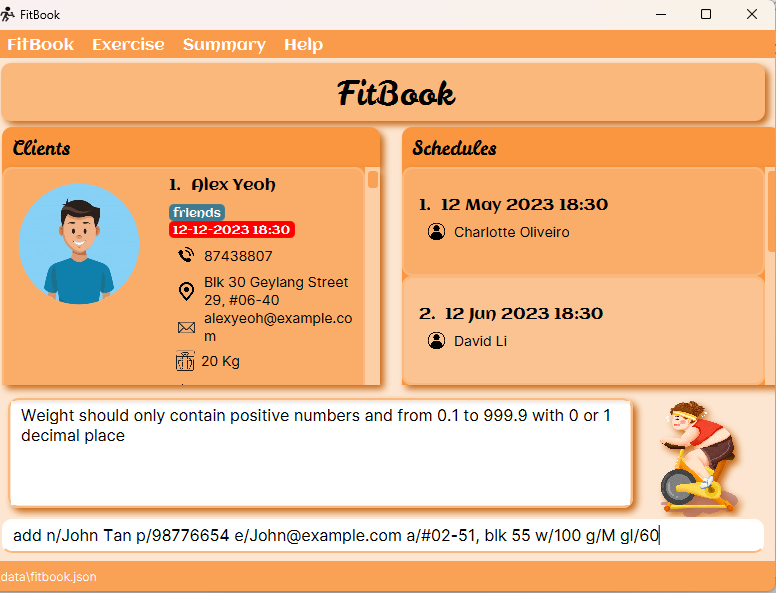 FitBook
FitBook Exercise Summary Help
FitBook
Clients
1. Alex Yeoh
friends
12-12-2023 18:30
87438807
Blk 30 Geylang Street
29, #06-40
alexyeoh@example.co
m
20 Kg
Schedules
1. 12 May 2023 18:30
Charlotte Oliveiro
2. 12 Jun 2023 18:30
David Li
Weight should only contain positive numbers and from 0.1 to 999.9 with 0 or 1
decimal place
add n/John Tan p/98776654 e/John@example.com a/#02-51, blk 55 w/100 g/M gl/60
data\fitbook.json